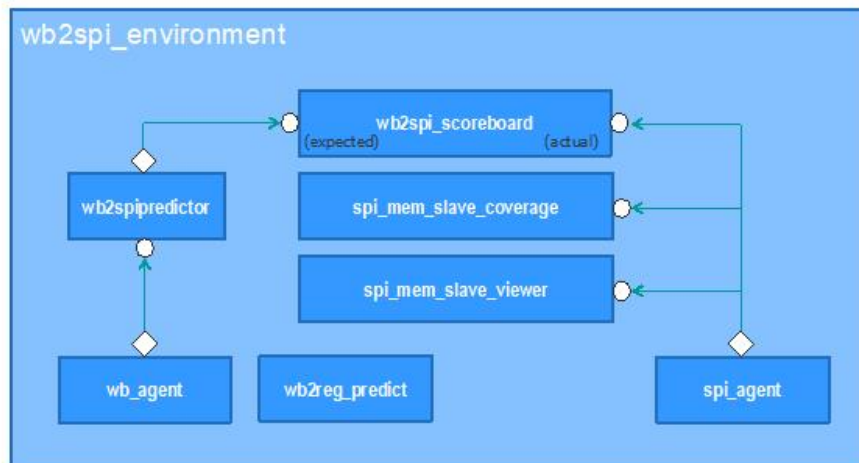 wb2spi_environment
wb2spi_scoreboard
(expected) (actual)
wb2spipredictor
spi_mem_slave_coverage
spi_mem_slave_viewer
wb_agent
wb2reg_predict
spi_agent